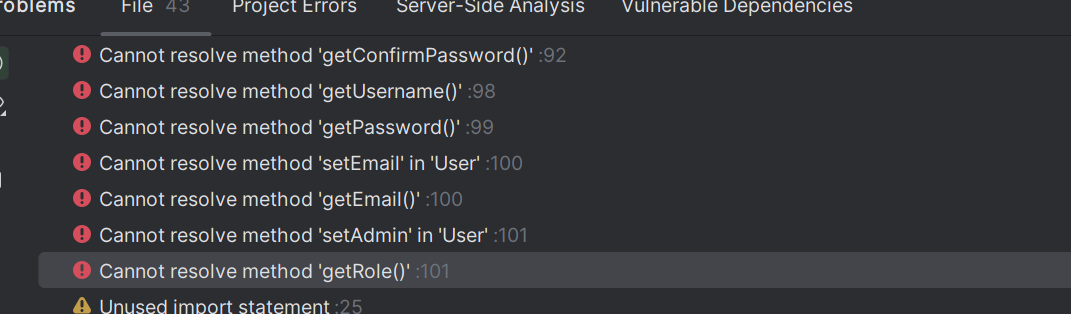 roblems File 43 Project Errors Server-Side Analysis Vulnerable Dependencies
Cannot resolve method 'getConfirmPassword()' :92
Cannot resolve method 'getUsername()' :98
Cannot resolve method 'getPassword()' :99
Cannot resolve method 'setEmail' in 'User' :100
Cannot resolve method 'getEmail()' :100
Cannot resolve method 'setAdmin' in 'User' :101
Cannot resolve method 'getRole()' :101
Unused import statement :25